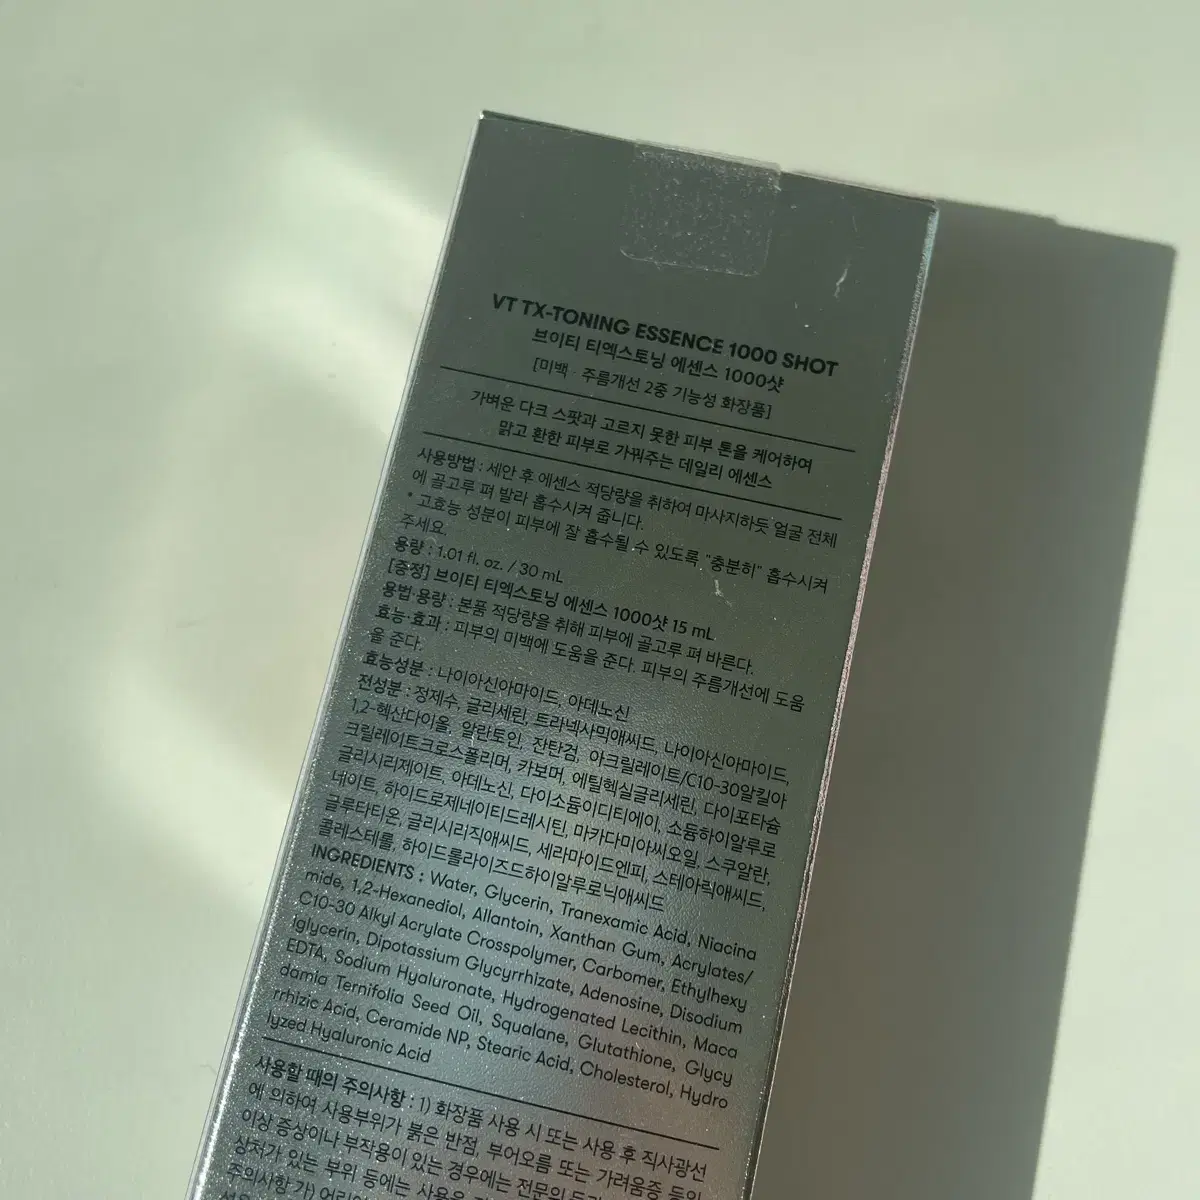 VT TX-TONING ESSENCE 1000 SHOT
브이티 티엑스토닝 에센스 1000샷
[미백 · 주름개선 2중 기능성 화장품]
가벼운 다크 스팟과 고르지 못한 피부 톤을 케어하여
맑고 환한 피부로 가꿔주는 데일리 에센스
사용방법 : 세안 후 에센스 적당량을 취하여 마사지하듯 얼굴 전체
에 골고루 펴 발라 흡수시켜 줍니다.
* 고효능 성분이 피부에 잘 흡수될 수 있도록 "충분히" 흡수시켜
주세요.
용량 : 1.01 fl. oz. / 30 mL
[증정] 브이티 티엑스토닝 에센스 1000샷 15 mL
용법·용량 : 본품 적당량을 취해 피부에 골고루 펴 바른다.
효능·효과 : 피부의 미백에 도움을 준다. 피부의 주름개선에 도움
을 준다.
효능성분 : 나이아신아마이드, 아데노신
전성분 : 정제수, 글리세린, 트라넥사믹애씨드, 나이아신아마이드,
1,2-헥산다이올, 알란토인, 잔탄검, 아크릴레이트/C10-30알킬아
크릴레이트크로스폴리머, 카보머, 에틸헥실글리세린, 다이포타슘
글리시리제이트, 아데노신, 다이소듐이디티에이, 소듐하이알루로
네이트, 하이드로제네이티드레시틴, 마카다미아씨오일, 스쿠알란,
글루타티온, 글리시리직애씨드, 세라마이드엔피, 스테아릭애씨드,
콜레스테롤, 하이드롤라이즈드하이알루로닉애씨드
INGREDIENTS : Water, Glycerin, Tranexamic Acid, Niacina
mide, 1,2-Hexanediol, Allantoin, Xanthan Gum, Acrylates/
C10-30 Alkyl Acrylate Crosspolymer, Carbomer, Ethylhexy
lglycerin, Dipotassium Glycyrrhizate, Adenosine, Disodium
EDTA, Sodium Hyaluronate, Hydrogenated Lecithin, Maca
damia Ternifolia Seed Oil, Squalane, Glutathione, Glycy
rrhizic Acid, Ceramide NP, Stearic Acid, Cholesterol, Hydro
lyzed Hyaluronic Acid
사용할 때의 주의사항 : 1) 화장품 사용 시 또는 사용 후 직사광선
에 의하여 사용부위가 붉은 반점, 부어오름 또는 가려움증 등의
이상 증상이나 부작용이 있는 경우에는 전문의
상처가 있는 부위 등에는 사용을
주의사항 가)